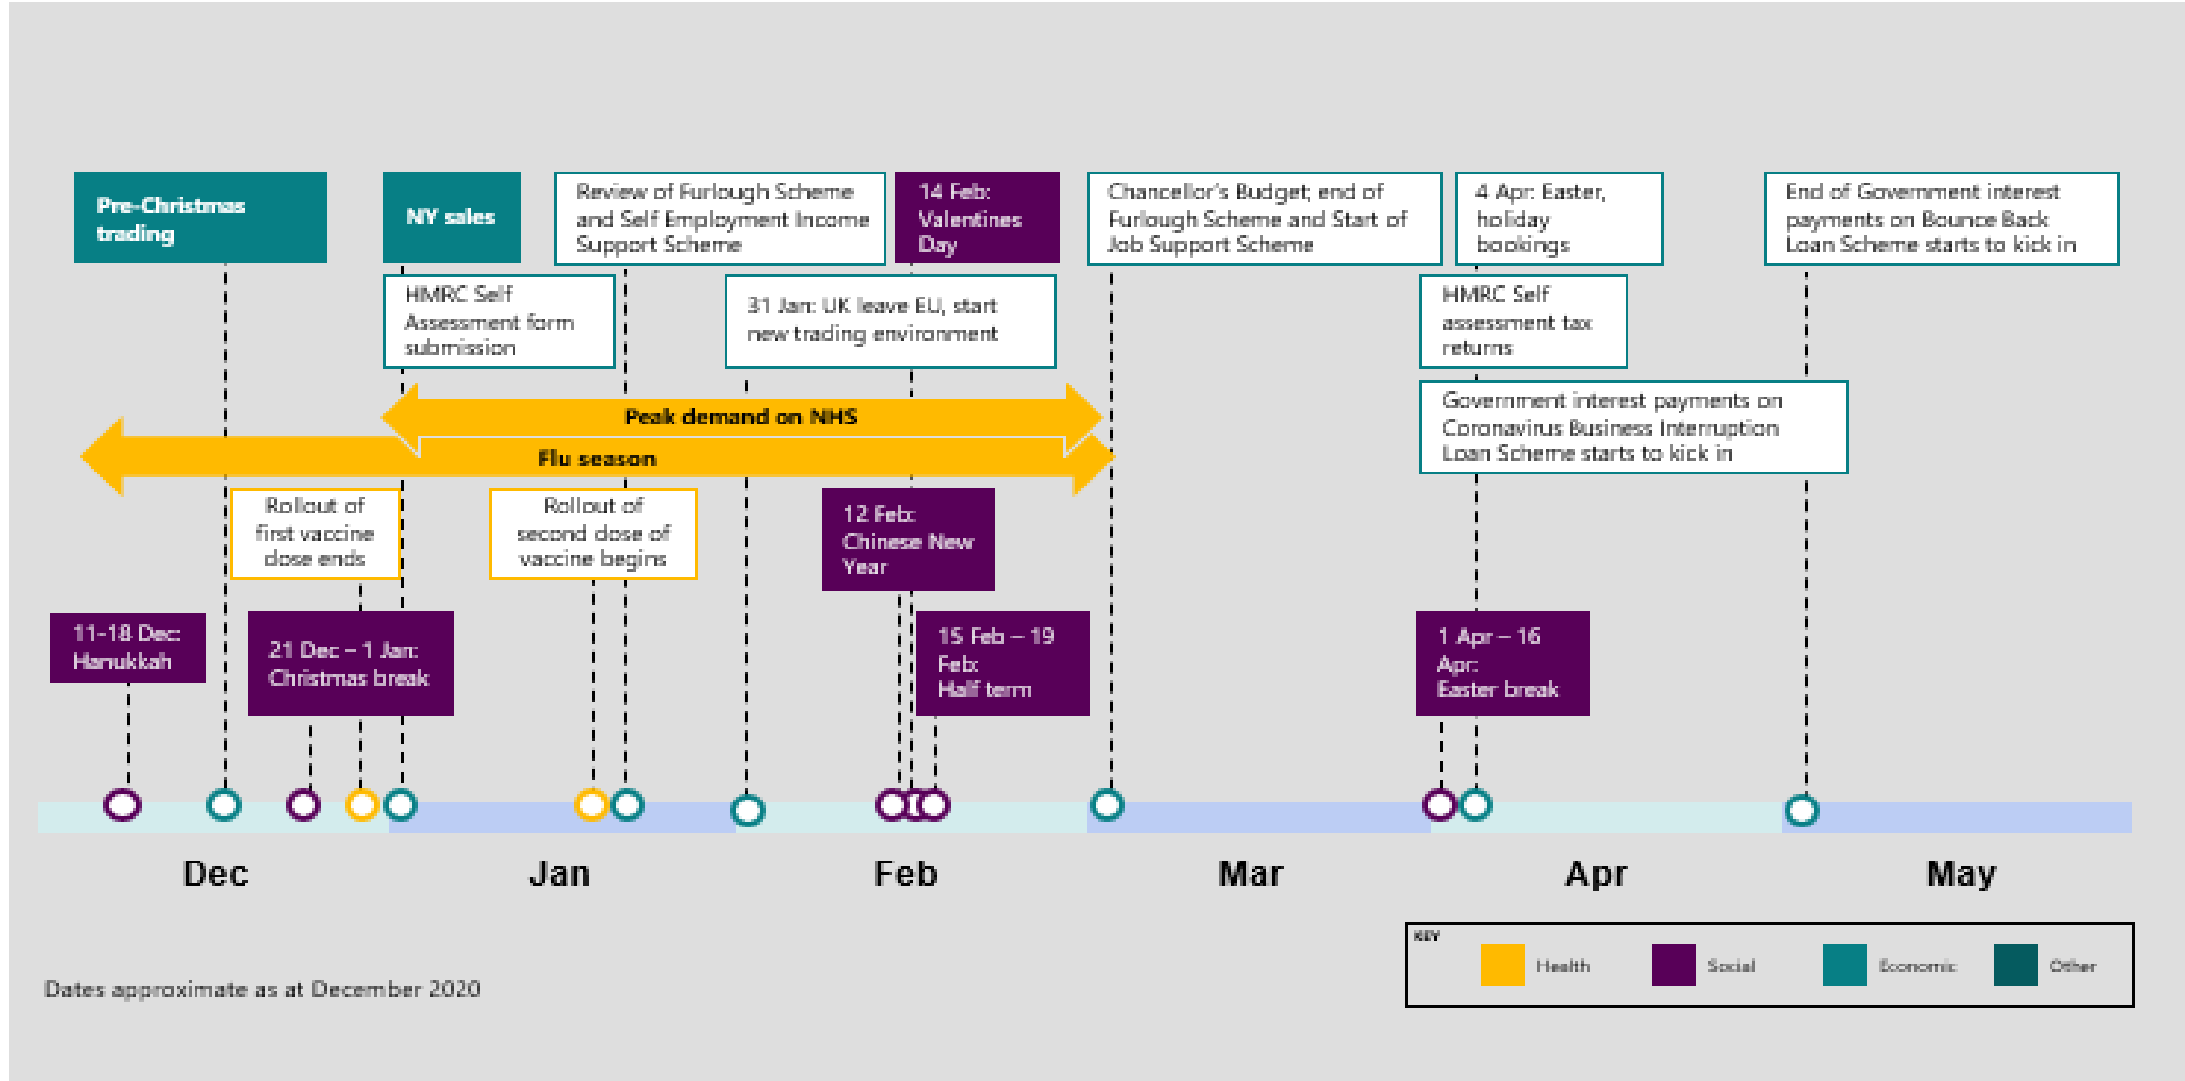 Pre-Christmas
trading
NY sales
Review of Furlough Scheme
and Self Employment Income
Support Scheme
14 Feb:
Valentines
Day
Chancellor's Budget; end of
Furlough Scheme and Start of
Job Support Scheme
4 Apr: Easter,
holiday
bookings
End of Government interest
payments on Bounce Back
Loan Scheme starts to kick in
HMRC Self
Assessment form
submission
31 Jan: UK leave EU, start
new trading environment
HMRC Self
assessment tax
returns
Peak demand on NHS
Government interest payments on
Coronavirus Business Interruption
Loan Scheme starts to kick in
Flu season
Rollout of
first vaccine
dose ends
Rollout of
second dose of
vaccine begins
12 Feb:
Chinese New
Year
11-18 Dec:
Hanukkah
21 Dec – 1 Jan:
Christmas break
15 Feb – 19
Feb:
Half term
1 Apr – 16
Apr:
Easter break
Dec
Jan
Feb
Mar
Apr
May
KEY
Health
Social
Economic
Other
Dates approximate as at December 2020